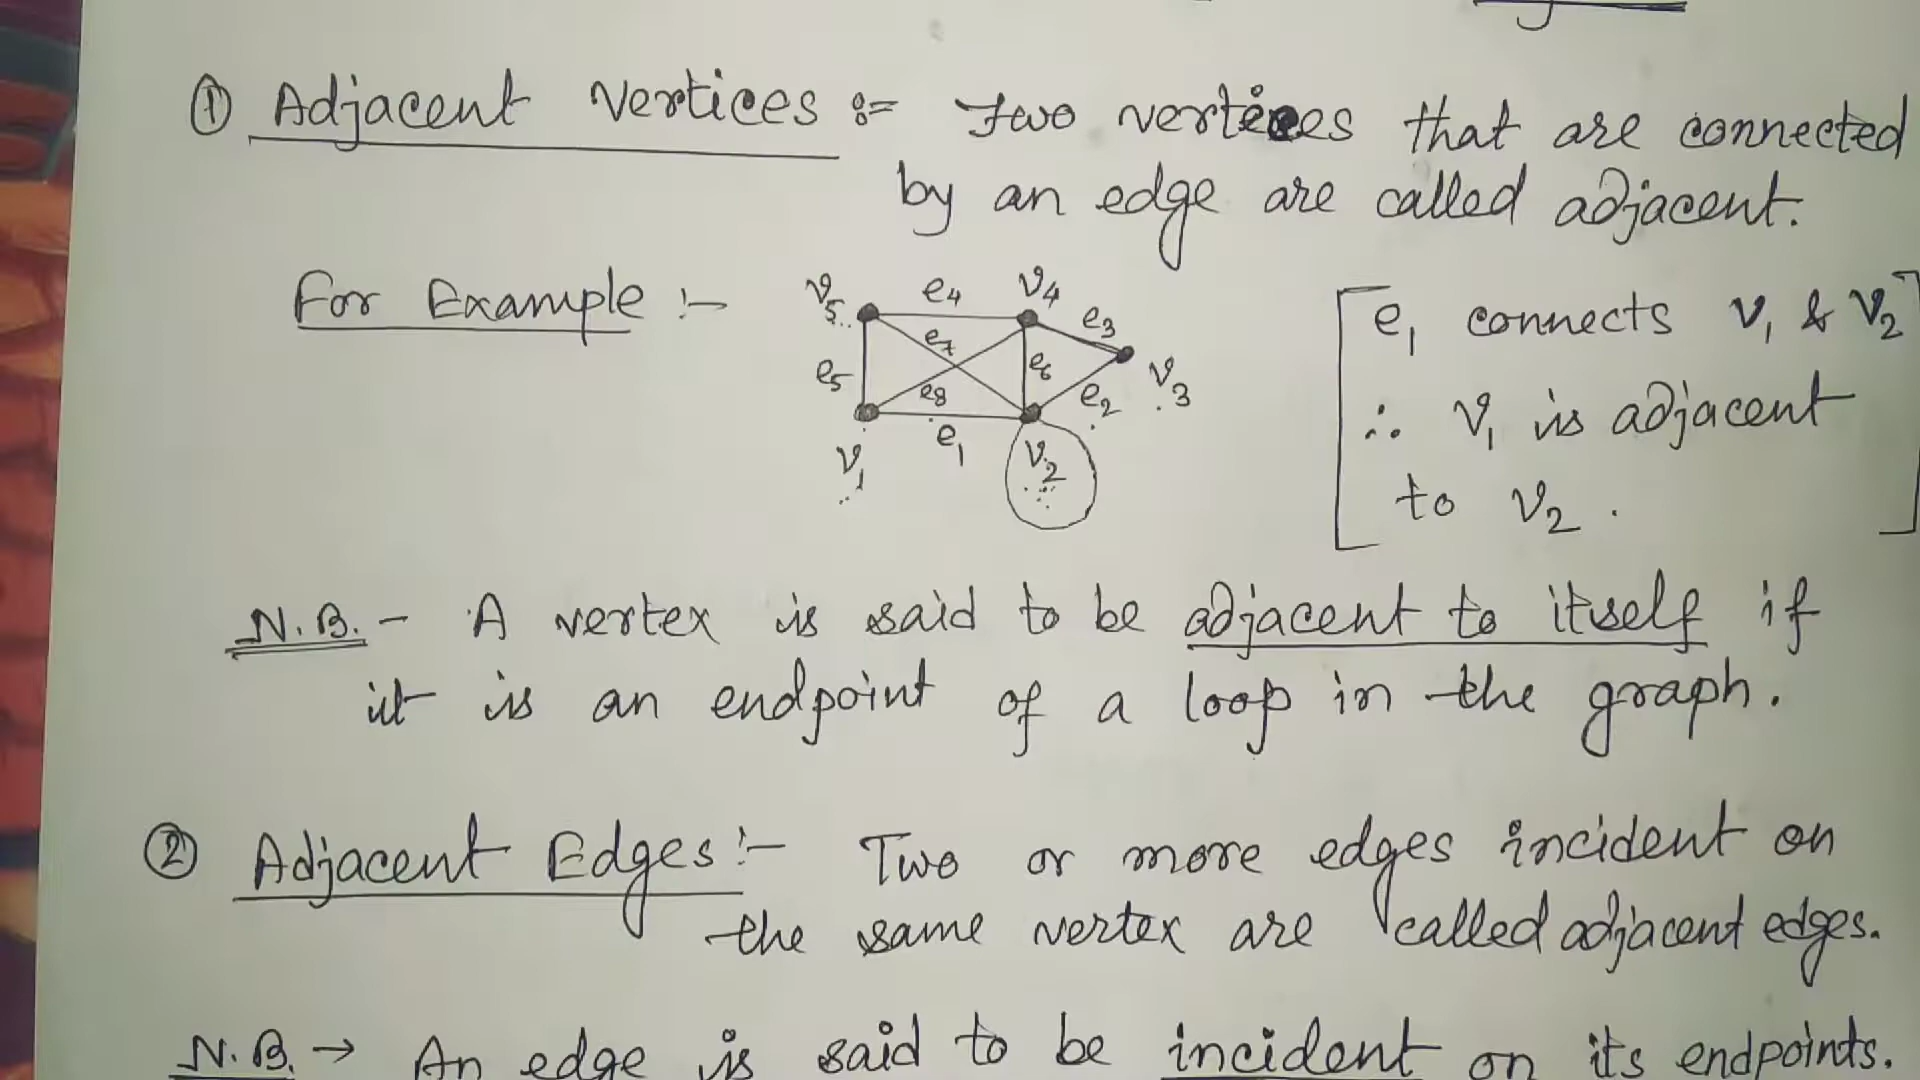 ① Adjacent Vertices :- Two vertices that are connected
by an edge are called adjacent.
For Example :-
v5 e4 v4
e3
e7
e5 e6 v3
e8 e2
e1
v1 v2
[e1 connects v1 & v2
∴ v1 is adjacent
to v2.]
N.B. - A vertex is said to be adjacent to itself if
it is an endpoint of a loop in the graph.
② Adjacent Edges :- Two or more edges incident on
the same vertex are called adjacent edges.
N.B. → An edge is said to be incident on its endpoints.